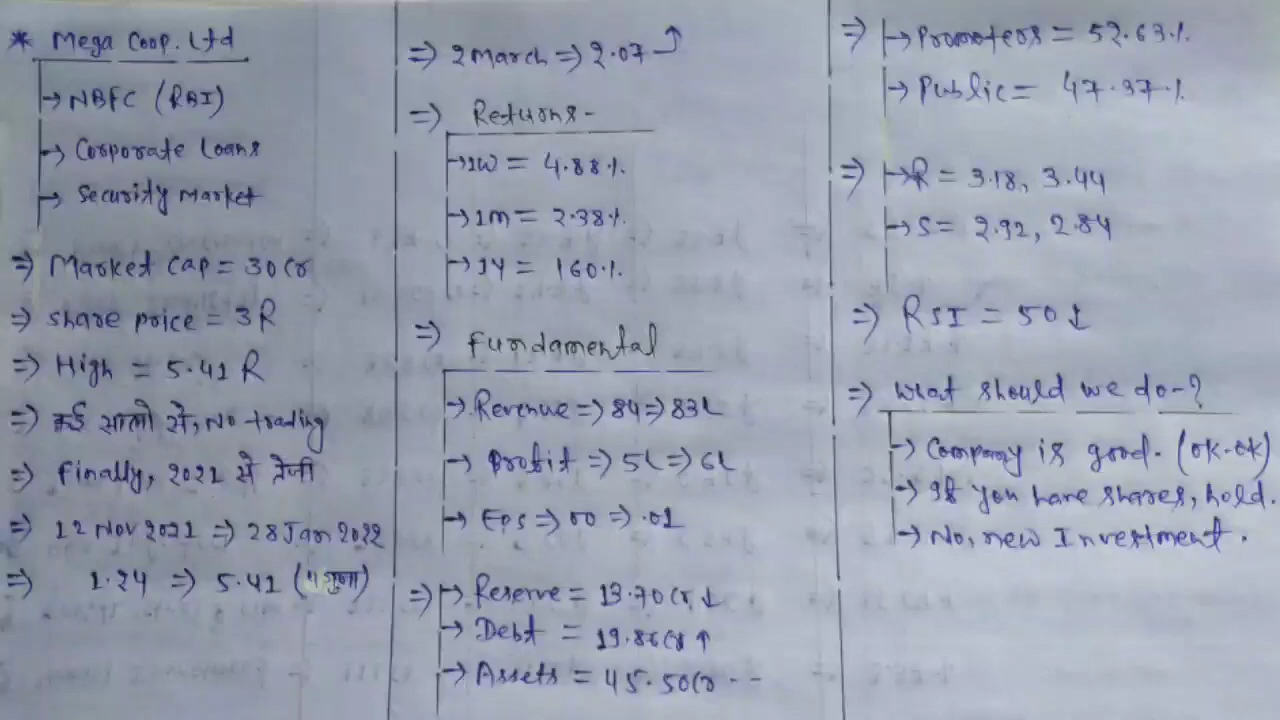 * Mega Coop. Ltd
→ NBFC (RBI)
→ Corporate Loans
→ Security Market
⇒ Market Cap = 30 Cr
⇒ Share price = 3 R
⇒ High = 5.41 R
⇒ कई सालो से, No trading
⇒ Finally, 2021 से तेजी
⇒ 12 Nov 2021 ⇒ 28 Jan 2022
⇒ 1.24 ⇒ 5.41 (4 गुना)
⇒ 2 March ⇒ 2.07 ⤴
⇒ Returns -
→ 1W = 4.88%
→ 1M = 2.38%
→ 1Y = 160%
⇒ Fundamental
→ Revenue ⇒ 84 ⇒ 83L
→ Profit ⇒ 5L ⇒ 6L
→ Eps ⇒ 00 ⇒ .01
⇒ → Reserve = 13.70 Cr ↓
→ Debt = 19.86 Cr ↑
→ Assets = 45.50 Cr --
⇒ → Promoters = 52.63%
→ Public = 47.37%
⇒ → R = 3.18, 3.44
→ S = 2.92, 2.84
⇒ RSI = 50 ↓
⇒ What should we do-?
→ Company is good. (ok-ok)
→ If you have shares, hold.
→ No, new Investment.